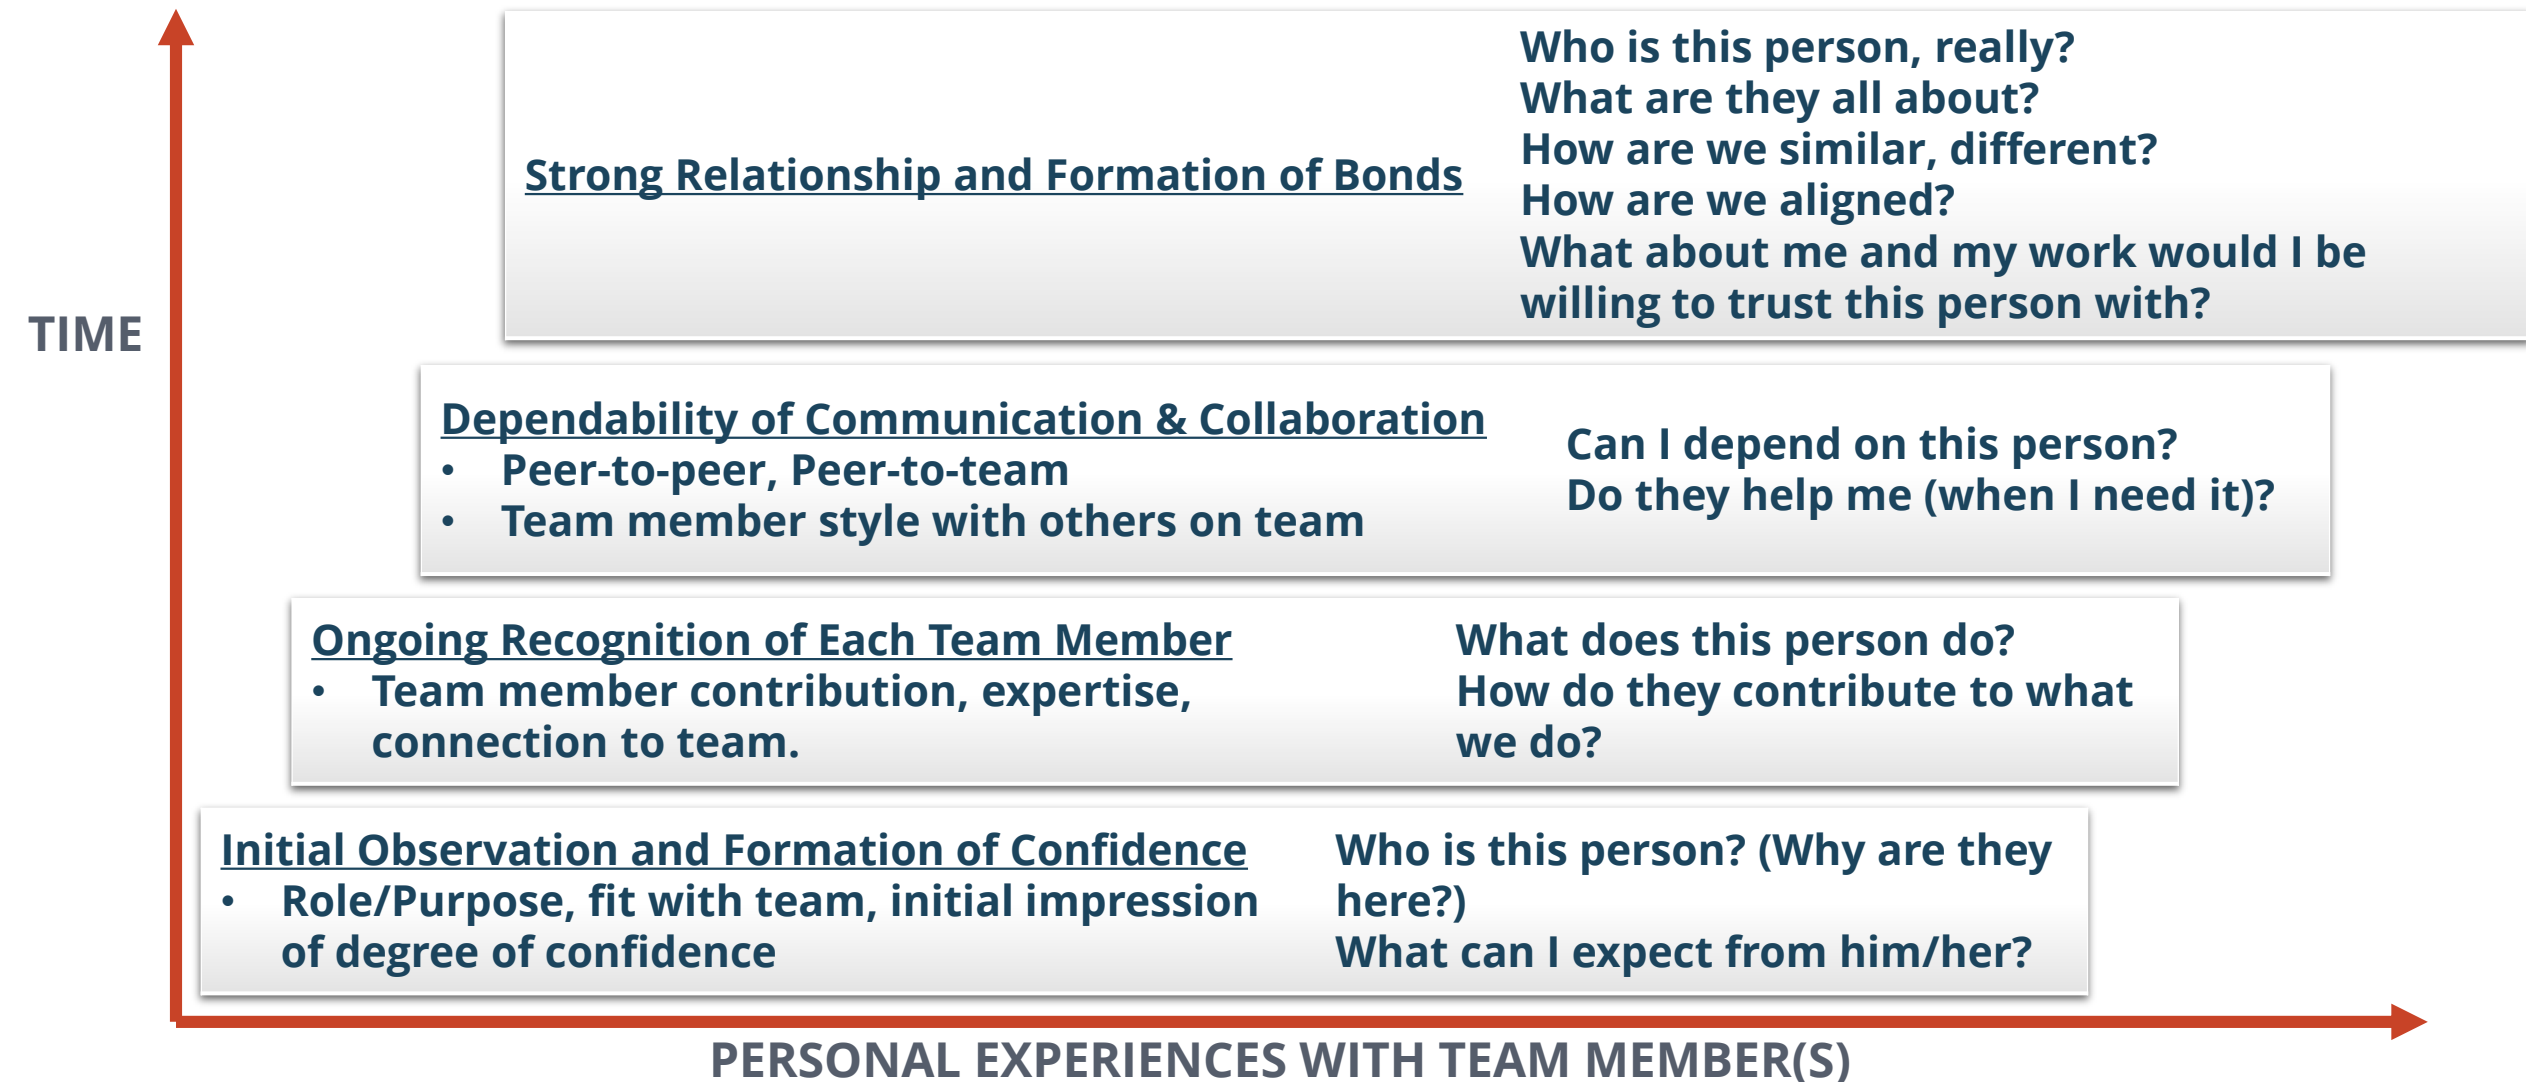 Strong Relationship and Formation of Bonds
Who is this person, really?
What are they all about?
How are we similar, different?
How are we aligned?
What about me and my work would I be
willing to trust this person with?
TIME
Dependability of Communication & Collaboration
• Peer-to-peer, Peer-to-team
• Team member style with others on team
Can I depend on this person?
Do they help me (when I need it)?
Ongoing Recognition of Each Team Member
• Team member contribution, expertise,
connection to team.
What does this person do?
How do they contribute to what
we do?
Initial Observation and Formation of Confidence
• Role/Purpose, fit with team, initial impression
of degree of confidence
Who is this person? (Why are they
here?)
What can I expect from him/her?
PERSONAL EXPERIENCES WITH TEAM MEMBER(S)